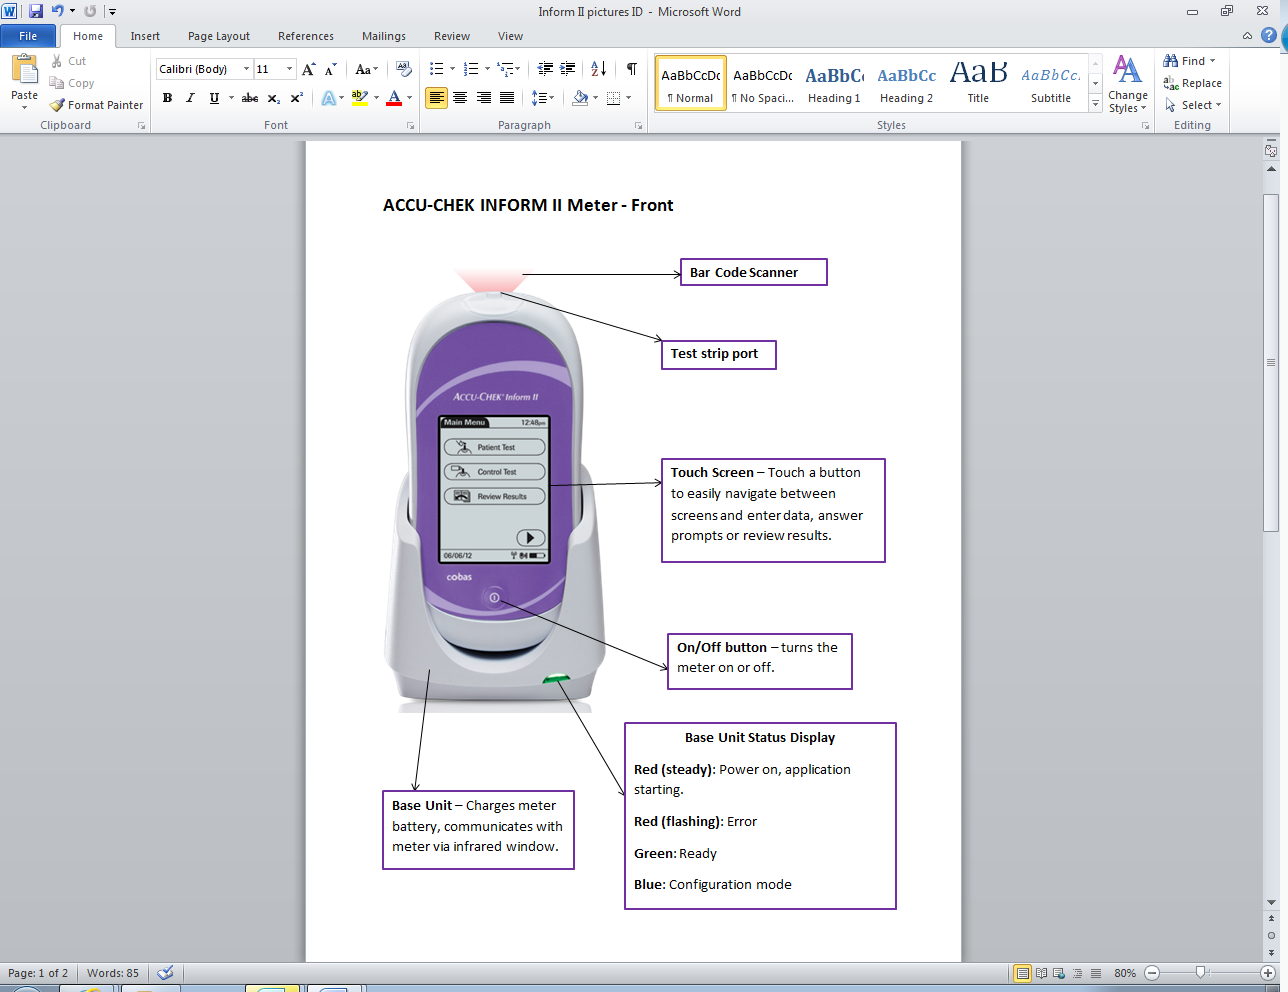 Inform II pictures ID - Microsoft Word
File Home Insert Page Layout References Mailings Review View
Paste
Cut
Copy
Format Painter
Clipboard
Calibri (Body) 11
Font
Paragraph
AaBbCcDc AaBbCcDc AaBbCc AaBbCc AaB AaBbCc.
¶ Normal ¶ No Spaci... Heading 1 Heading 2 Title Subtitle
Change
Styles
Styles
Find
Replace
Select
Editing
ACCU-CHEK INFORM II Meter - Front
Bar Code Scanner
Test strip port
ACCU-CHEK® Inform II
Main Menu 12:48pm
Patient Test
Control Test
Review Results
06/06/12
cobas
Touch Screen – Touch a button
to easily navigate between
screens and enter data, answer
prompts or review results.
On/Off button – turns the
meter on or off.
Base Unit – Charges meter
battery, communicates with
meter via infrared window.
Base Unit Status Display
Red (steady): Power on, application
starting.
Red (flashing): Error
Green: Ready
Blue: Configuration mode
Page: 1 of 2 Words: 85 80%